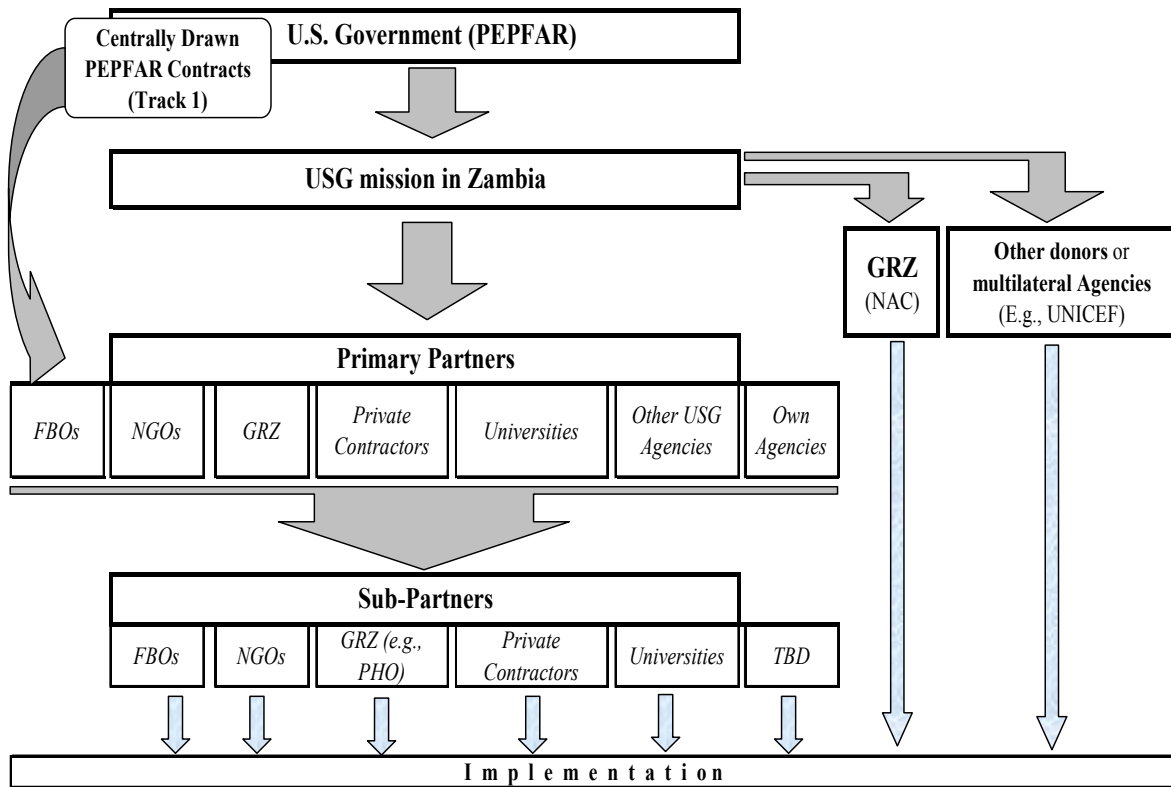 U.S. Government (PEPFAR)
Centrally Drawn
PEPFAR Contracts
(Track 1)
USG mission in Zambia
GRZ
(NAC)
Other donors or
multilateral Agencies
(E.g., UNICEF)
Primary Partners
FBOs
NGOs
GRZ
Private
Contractors
Universities
Other USG
Agencies
Own
Agencies
Sub-Partners
FBOs
NGOs
GRZ (e.g.,
PHO)
Private
Contractors
Universities
TBD
Implementation